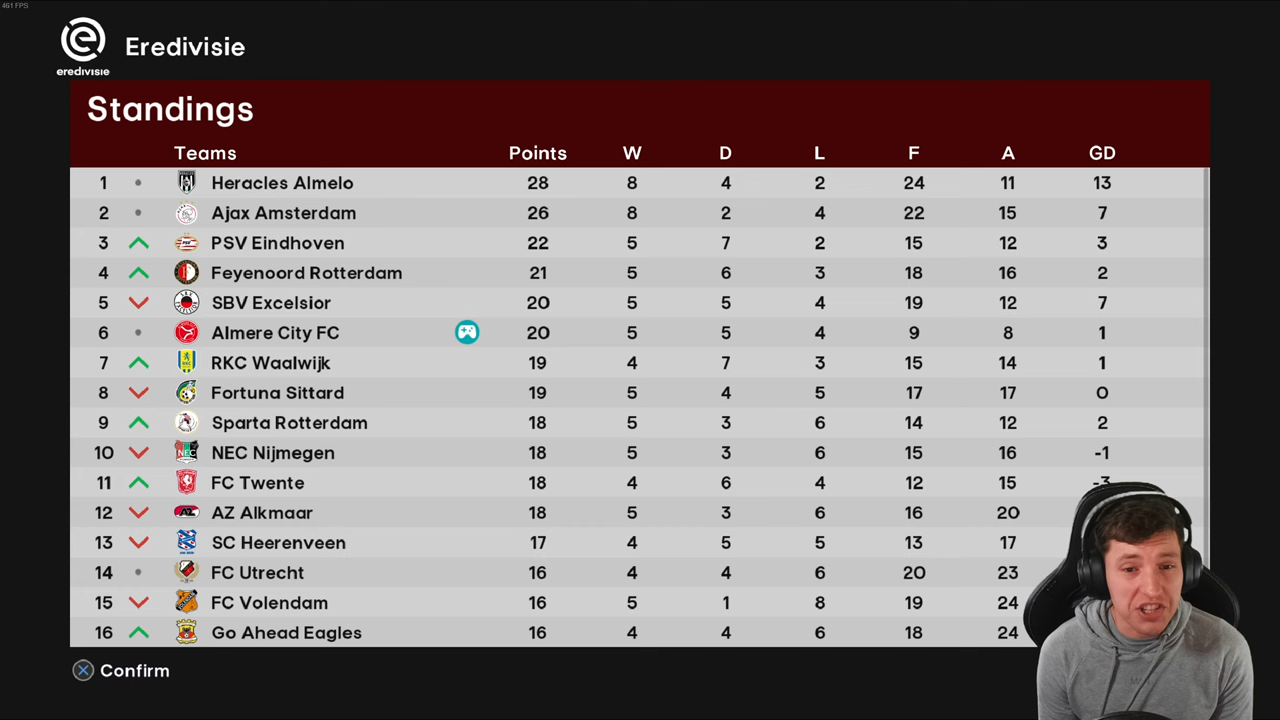 461 FPS
eredivisie
Eredivisie
Standings
Teams Points W D L F A GD
1 Heracles Almelo 28 8 4 2 24 11 13
2 Ajax Amsterdam 26 8 2 4 22 15 7
3 PSV Eindhoven 22 5 7 2 15 12 3
4 Feyenoord Rotterdam 21 5 6 3 18 16 2
5 SBV Excelsior 20 5 5 4 19 12 7
6 Almere City FC 20 5 5 4 9 8 1
7 RKC Waalwijk 19 4 7 3 15 14 1
8 Fortuna Sittard 19 5 4 5 17 17 0
9 Sparta Rotterdam 18 5 3 6 14 12 2
10 NEC Nijmegen 18 5 3 6 15 16 -1
11 FC Twente 18 4 6 4 12 15 -3
12 AZ Alkmaar 18 5 3 6 16 20
13 SC Heerenveen 17 4 5 5 13 17
14 FC Utrecht 16 4 4 6 20 23
15 FC Volendam 16 5 1 8 19 24
16 Go Ahead Eagles 16 4 4 6 18 24
Confirm